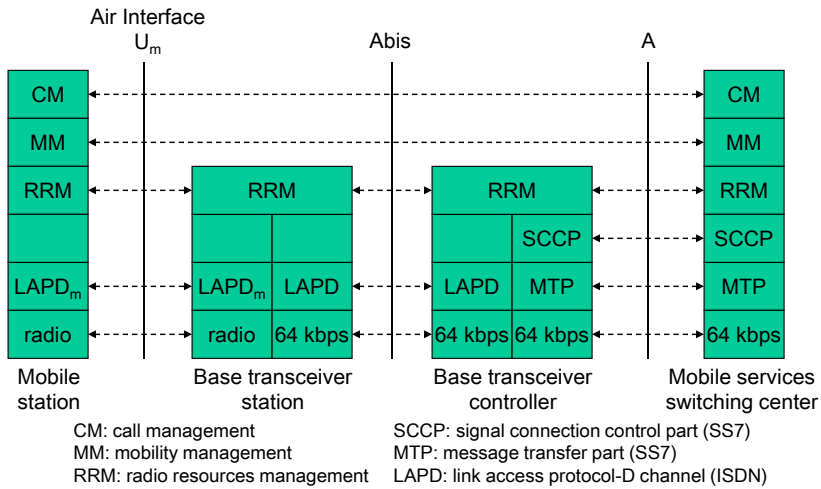 Air Interface
Uₘ Abis A
CM CM
MM MM
RRM RRM RRM RRM
SCCP SCCP
LAPDₘ LAPDₘ LAPD LAPD MTP MTP
radio radio 64 kbps 64 kbps 64 kbps 64 kbps
Mobile station
Base transceiver station
Base transceiver controller
Mobile services switching center
CM: call management
MM: mobility management
RRM: radio resources management
SCCP: signal connection control part (SS7)
MTP: message transfer part (SS7)
LAPD: link access protocol-D channel (ISDN)